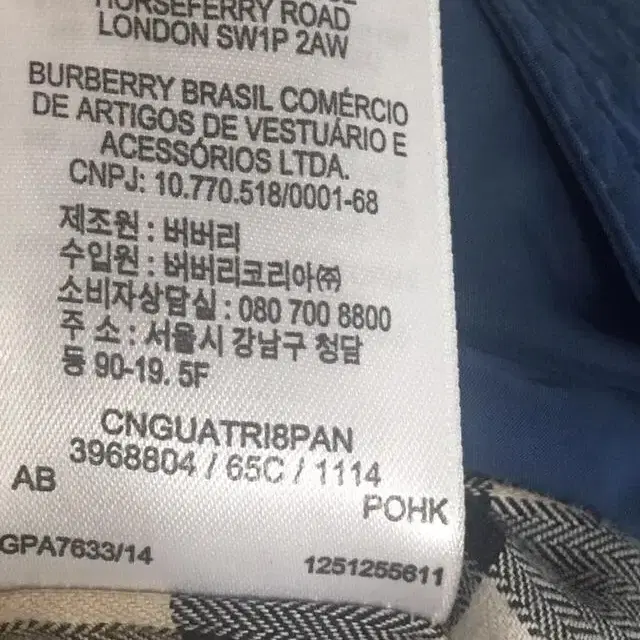 HORSEFERRY ROAD
LONDON SW1P 2AW
BURBERRY BRASIL COMÉRCIO
DE ARTIGOS DE VESTUÁRIO E
ACESSÓRIOS LTDA.
CNPJ: 10.770.518/0001-68
제조원 : 버버리
수입원 : 버버리코리아㈜
소비자상담실 : 080 700 8800
주 소 : 서울시 강남구 청담
동 90-19. 5F
CNGUATRI8PAN
3968804 / 65C / 1114
AB
POHK
GPA7633/14
1251255611